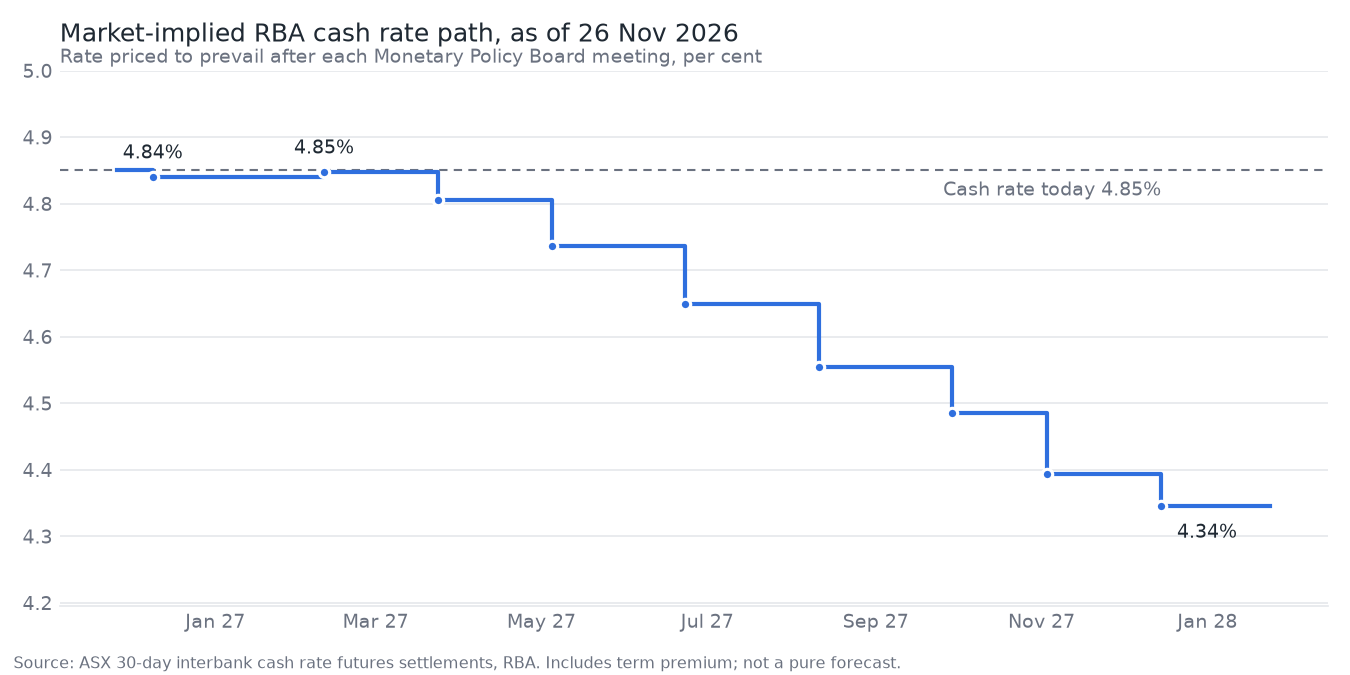 Market-implied RBA cash rate path, as of 26 Nov 2026
Rate priced to prevail after each Monetary Policy Board meeting, per cent
5.0
4.9
4.84%
4.85%
Cash rate today 4.85%
4.8
4.7
4.6
4.5
4.4
4.3
4.34%
4.2
Jan 27
Mar 27
May 27
Jul 27
Sep 27
Nov 27
Jan 28
Source: ASX 30-day interbank cash rate futures settlements, RBA. Includes term premium; not a pure forecast.